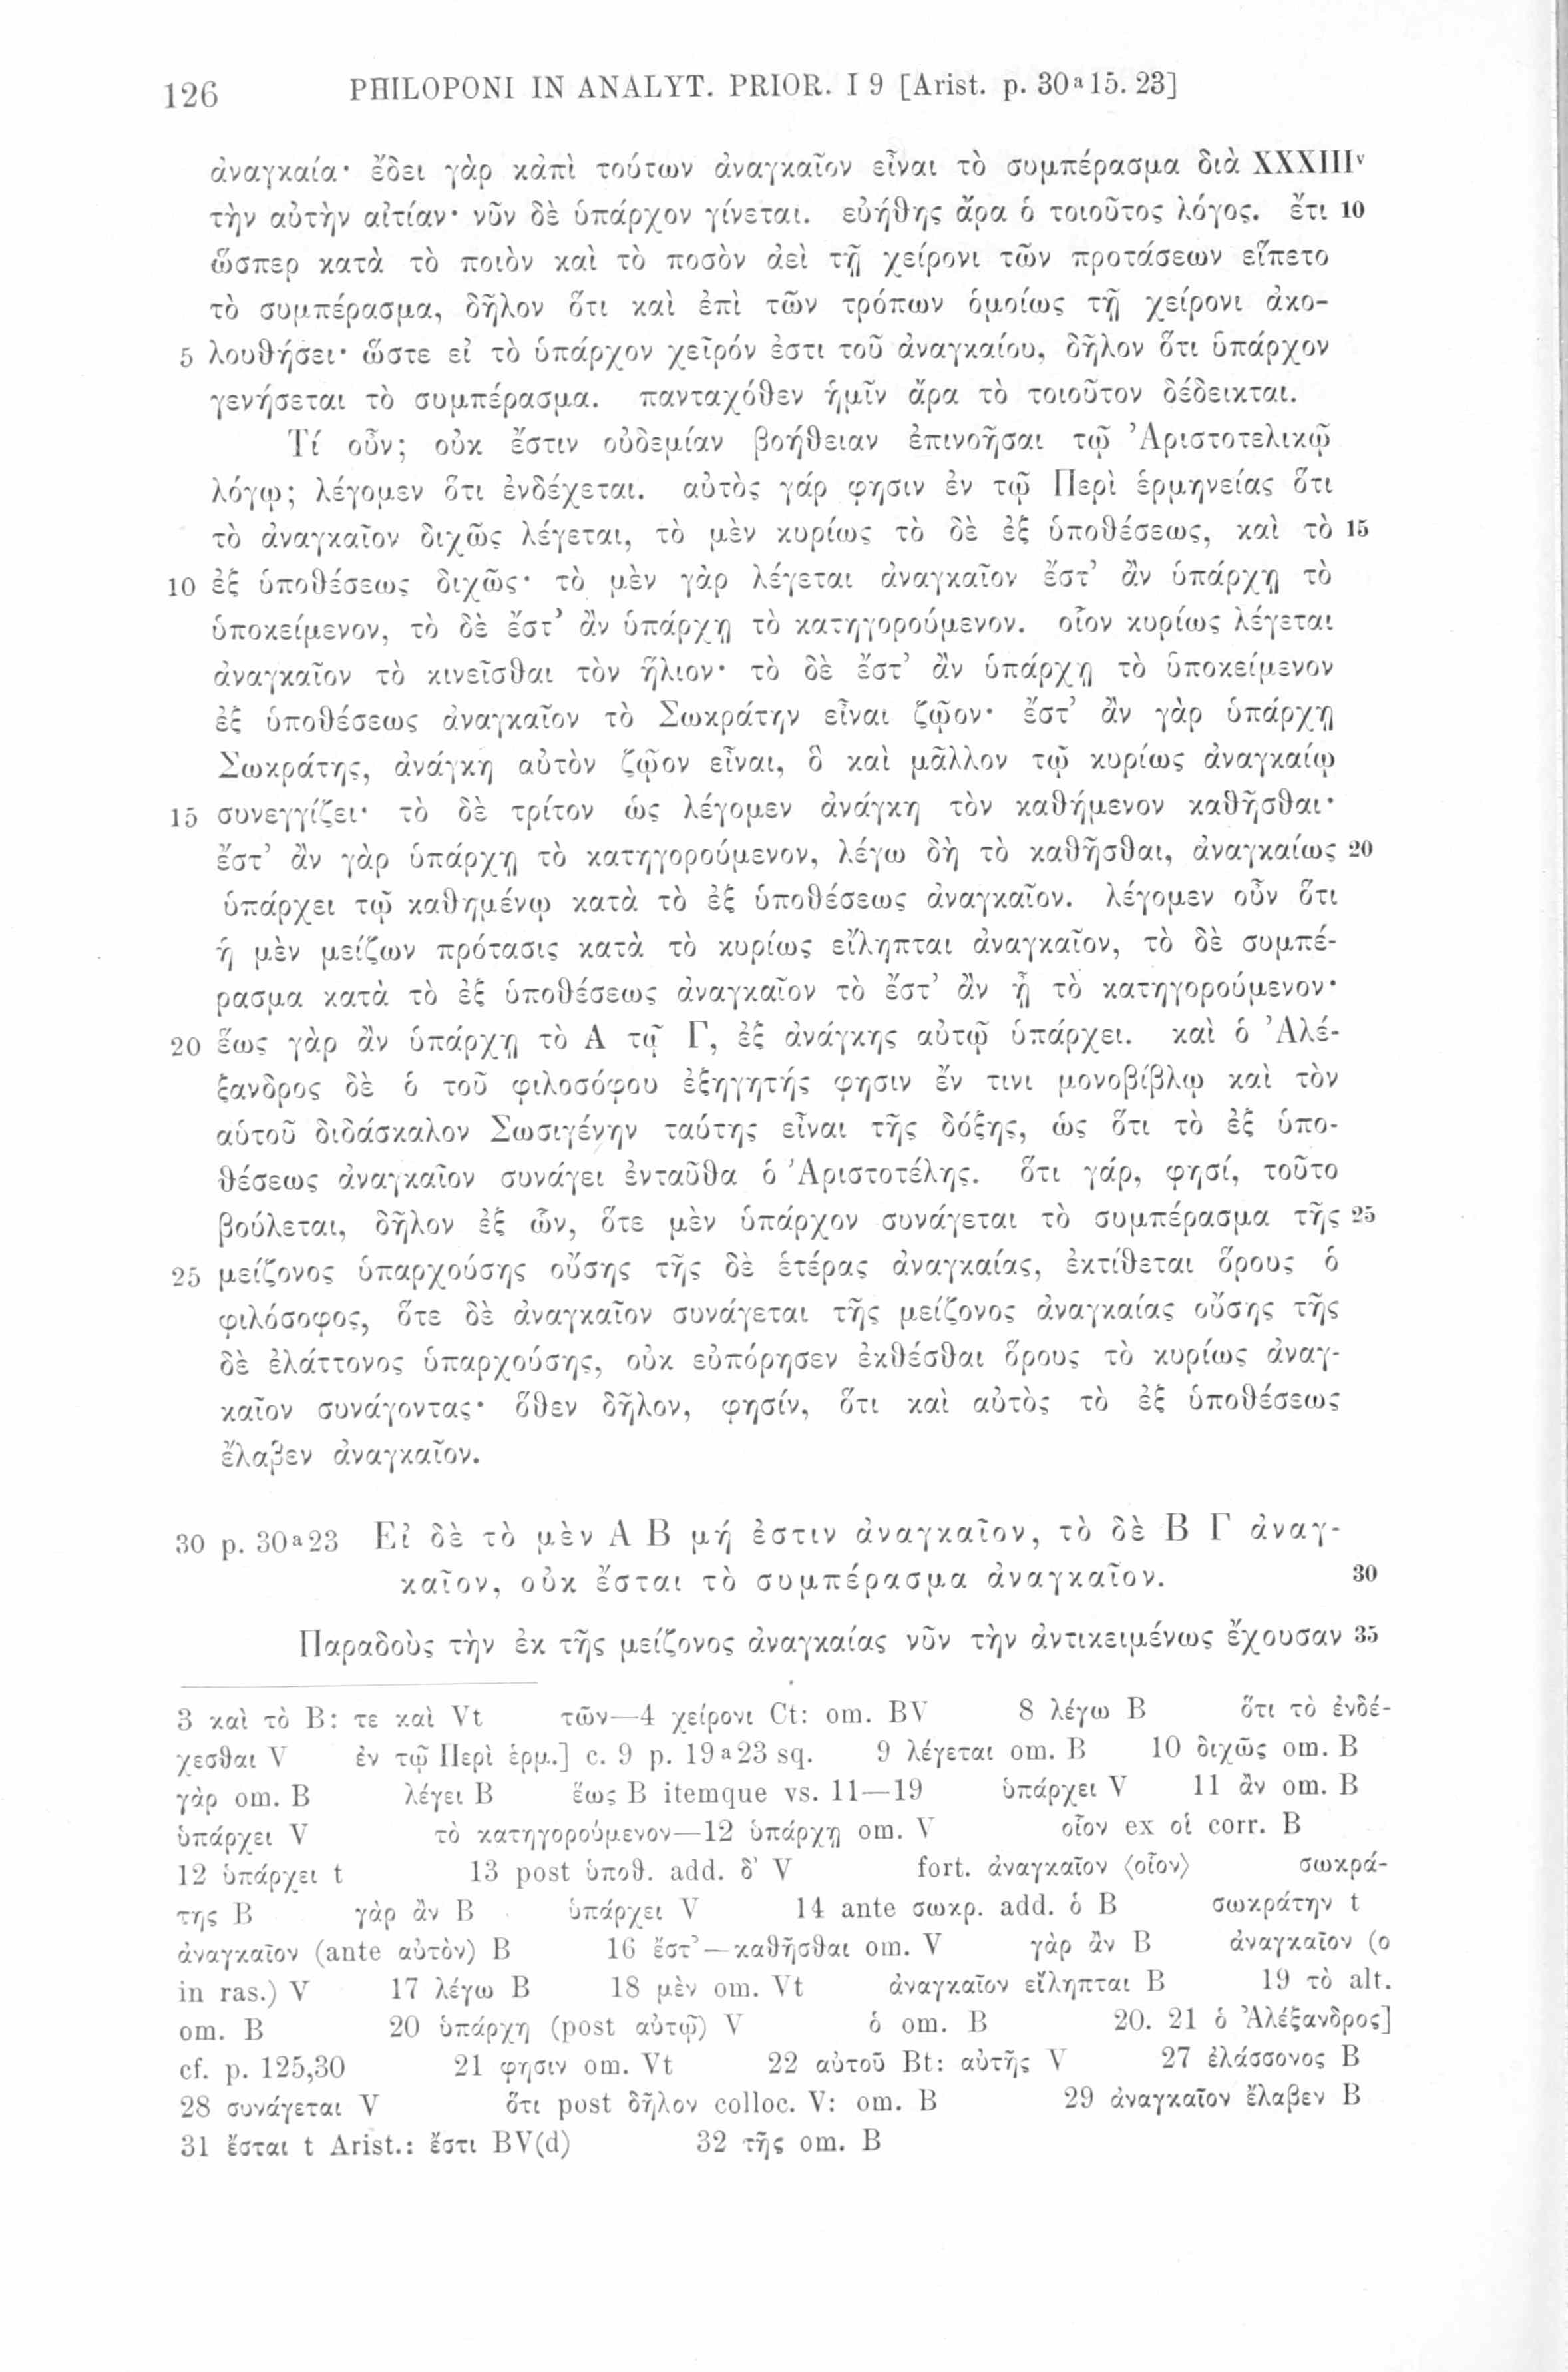 126 PHILOPONI IN ANALYT. PRIOR. I 9 [Arist. p. 30ᵃ15. 23]
ἀναγκαία· ἔδει γὰρ κἀπὶ τούτων ἀναγκαῖον εἶναι τὸ συμπέρασμα διὰ XXXIIIᵛ
τὴν αὐτὴν αἰτίαν· νῦν δὲ ὑπάρχον γίνεται. εὐήθης ἄρα ὁ τοιοῦτος λόγος. ἔτι 10
ὥσπερ κατὰ τὸ ποιὸν καὶ τὸ ποσὸν ἀεὶ τῇ χείρονι τῶν προτάσεων εἵπετο
τὸ συμπέρασμα, δῆλον ὅτι καὶ ἐπὶ τῶν τρόπων ὁμοίως τῇ χείρονι ἀκο-
5 λουθήσει· ὥστε εἰ τὸ ὑπάρχον χεῖρόν ἐστι τοῦ ἀναγκαίου, δῆλον ὅτι ὑπάρχον
γενήσεται τὸ συμπέρασμα. πανταχόθεν ἡμῖν ἄρα τὸ τοιοῦτον δέδεικται.
Τί οὖν; οὐκ ἔστιν οὐδεμίαν βοήθειαν ἐπινοῆσαι τῷ Ἀριστοτελικῷ
λόγῳ; λέγομεν ὅτι ἐνδέχεται. αὐτὸς γάρ φησιν ἐν τῷ Περὶ ἑρμηνείας ὅτι
τὸ ἀναγκαῖον διχῶς λέγεται, τὸ μὲν κυρίως τὸ δὲ ἐξ ὑποθέσεως, καὶ τὸ 15
10 ἐξ ὑποθέσεως διχῶς· τὸ μὲν γὰρ λέγεται ἀναγκαῖον ἔστ’ ἂν ὑπάρχῃ τὸ
ὑποκείμενον, τὸ δὲ ἔστ’ ἂν ὑπάρχῃ τὸ κατηγορούμενον. οἷον κυρίως λέγεται
ἀναγκαῖον τὸ κινεῖσθαι τὸν ἥλιον· τὸ δὲ ἔστ’ ἂν ὑπάρχῃ τὸ ὑποκείμενον
ἐξ ὑποθέσεως ἀναγκαῖον τὸ Σωκράτην εἶναι ζῷον· ἔστ’ ἂν γὰρ ὑπάρχῃ
Σωκράτης, ἀνάγκη αὐτὸν ζῷον εἶναι, ὃ καὶ μᾶλλον τῷ κυρίως ἀναγκαίῳ
15 συνεγγίζει· τὸ δὲ τρίτον ὡς λέγομεν ἀνάγκη τὸν καθήμενον καθῆσθαι·
ἔστ’ ἂν γὰρ ὑπάρχῃ τὸ κατηγορούμενον, λέγω δὴ τὸ καθῆσθαι, ἀναγκαίως 20
ὑπάρχει τῷ καθημένῳ κατὰ τὸ ἐξ ὑποθέσεως ἀναγκαῖον. λέγομεν οὖν ὅτι
ἡ μὲν μείζων πρότασις κατὰ τὸ κυρίως εἴληπται ἀναγκαῖον, τὸ δὲ συμπέ-
ρασμα κατὰ τὸ ἐξ ὑποθέσεως ἀναγκαῖον τὸ ἔστ’ ἂν ᾖ τὸ κατηγορούμενον·
20 ἕως γὰρ ἂν ὑπάρχῃ τὸ Α τῷ Γ, ἐξ ἀνάγκης αὐτῷ ὑπάρχει. καὶ ὁ Ἀλέ-
ξανδρος δὲ ὁ τοῦ φιλοσόφου ἐξηγητής φησιν ἔν τινι μονοβίβλῳ καὶ τὸν
αὑτοῦ διδάσκαλον Σωσιγένην ταύτης εἶναι τῆς δόξης, ὡς ὅτι τὸ ἐξ ὑπο-
θέσεως ἀναγκαῖον συνάγει ἐνταῦθα ὁ Ἀριστοτέλης. ὅτι γάρ, φησί, τοῦτο
βούλεται, δῆλον ἐξ ὧν, ὅτε μὲν ὑπάρχον συνάγεται τὸ συμπέρασμα τῆς 25
25 μείζονος ὑπαρχούσης οὔσης τῆς δὲ ἑτέρας ἀναγκαίας, ἐκτίθεται ὅρους ὁ
φιλόσοφος, ὅτε δὲ ἀναγκαῖον συνάγεται τῆς μείζονος ἀναγκαίας οὔσης τῆς
δὲ ἐλάττονος ὑπαρχούσης, οὐκ εὐπόρησεν ἐκθέσθαι ὅρους τὸ κυρίως ἀναγ-
καῖον συνάγοντας· ὅθεν δῆλον, φησίν, ὅτι καὶ αὐτὸς τὸ ἐξ ὑποθέσεως
ἔλαβεν ἀναγκαῖον.
30 p. 30ᵃ23 Εἰ δὲ τὸ μὲν Α Β μή ἐστιν ἀναγκαῖον, τὸ δὲ Β Γ ἀναγ-
καῖον, οὐκ ἔσται τὸ συμπέρασμα ἀναγκαῖον. 30
Παραδοὺς τὴν ἐκ τῆς μείζονος ἀναγκαίας νῦν τὴν ἀντικειμένως ἔχουσαν 35
3 καὶ τὸ B: τε καὶ Vt τῶν—4 χείρονι Ct: om. BV 8 λέγω B ὅτι τὸ ἐνδέ-
χεσθαι V ἐν τῷ Περὶ ἑρμ.] c. 9 p. 19ᵃ23 sq. 9 λέγεται om. B 10 διχῶς om. B
γὰρ om. B λέγει B ἕως B itemque vs. 11—19 ὑπάρχει V 11 ἂν om. B
ὑπάρχει V τὸ κατηγορούμενον—12 ὑπάρχῃ om. V οἷον ex οἱ corr. B
12 ὑπάρχει t 13 post ὑποθ. add. δ’ V fort. ἀναγκαῖον ⟨οἷον⟩ σωκρά-
της B γὰρ ἂν B ὑπάρχει V 14 ante σωκρ. add. ὁ B σωκράτην t
ἀναγκαῖον (ante αὐτὸν) B 16 ἔστ’—καθῆσθαι om. V γὰρ ἂν B ἀναγκαῖον (ο
in ras.) V 17 λέγω B 18 μὲν om. Vt ἀναγκαῖον εἴληπται B 19 τὸ alt.
om. B 20 ὑπάρχῃ (post αὐτῷ) V ὁ om. B 20. 21 ὁ Ἀλέξανδρος]
cf. p. 125,30 21 φησιν om. Vt 22 αὑτοῦ Bt: αὐτῆς V 27 ἐλάσσονος B
28 συνάγεται V ὅτι post δῆλον colloc. V: om. B 29 ἀναγκαῖον ἔλαβεν B
31 ἔσται t Arist.: ἔστι BV(d) 32 τῆς om. B